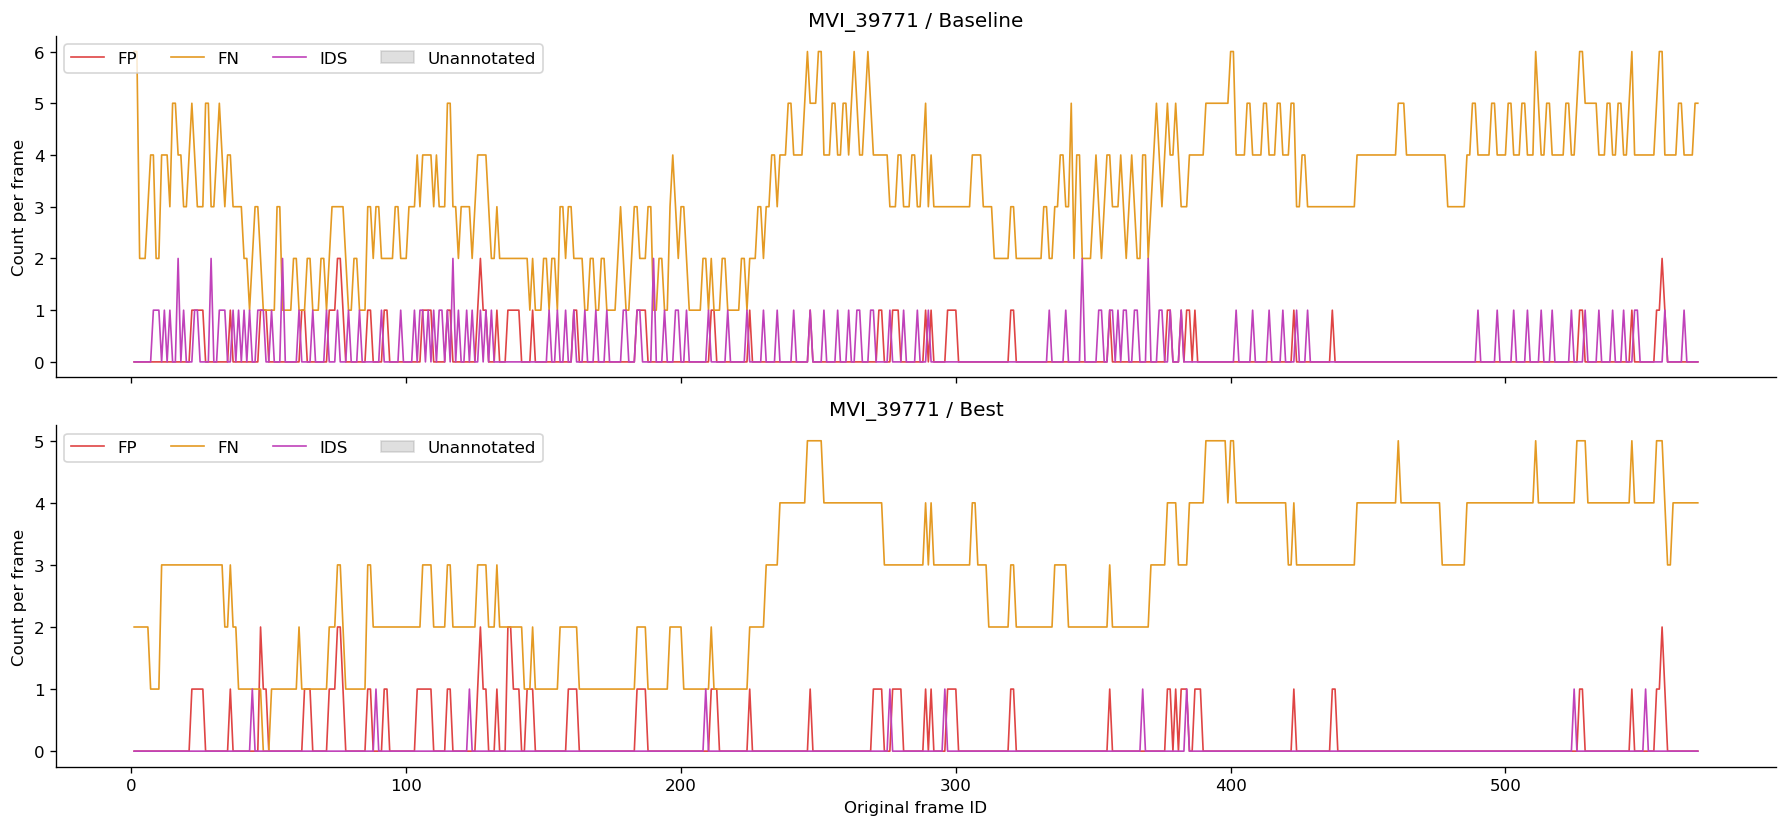 MVI_39771 / Baseline
FP FN IDS Unannotated
Count per frame
6
5
4
3
2
1
0
MVI_39771 / Best
FP FN IDS Unannotated
Count per frame
5
4
3
2
1
0
0 100 200 300 400 500
Original frame ID